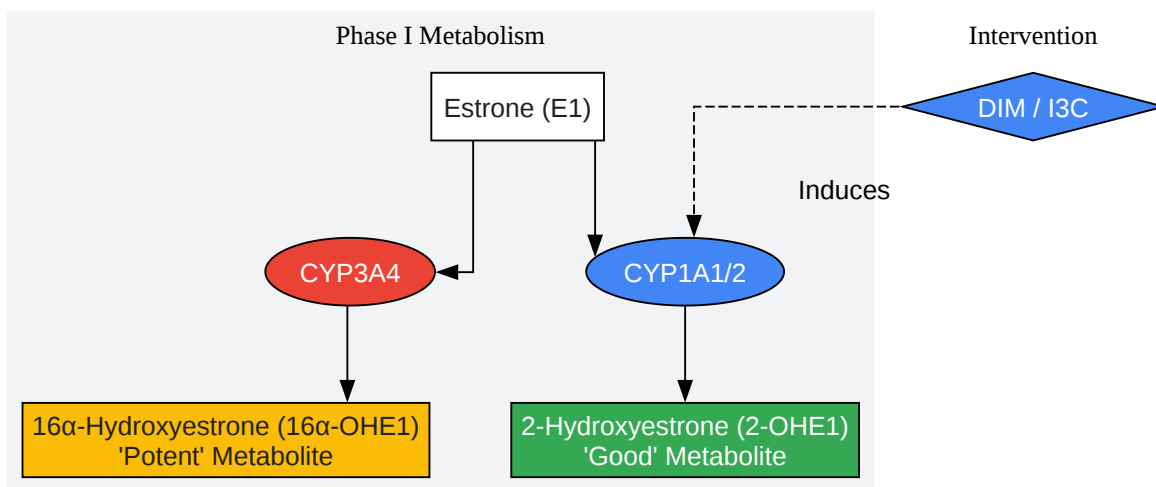 Phase I Metabolism
Intervention
Estrone (E1)
DIM / I3C
Induces
CYP3A4
CYP1A1/2
16α-Hydroxyestrone (16α-OHE1)
'Potent' Metabolite
2-Hydroxyestrone (2-OHE1)
'Good' Metabolite